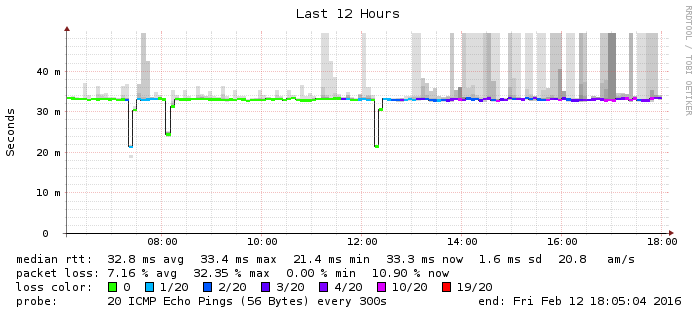 Last 12 Hours
RRDTOOL / TOBI OETIKER
Seconds
40 m
30 m
20 m
10 m
0
08:00 10:00 12:00 14:00 16:00 18:00
median rtt: 32.8 ms avg 33.4 ms max 21.4 ms min 33.3 ms now 1.6 ms sd 20.8 am/s
packet loss: 7.16 % avg 32.35 % max 0.00 % min 10.90 % now
loss color: 0 1/20 2/20 3/20 4/20 10/20 19/20
probe: 20 ICMP Echo Pings (56 Bytes) every 300s end: Fri Feb 12 18:05:04 2016